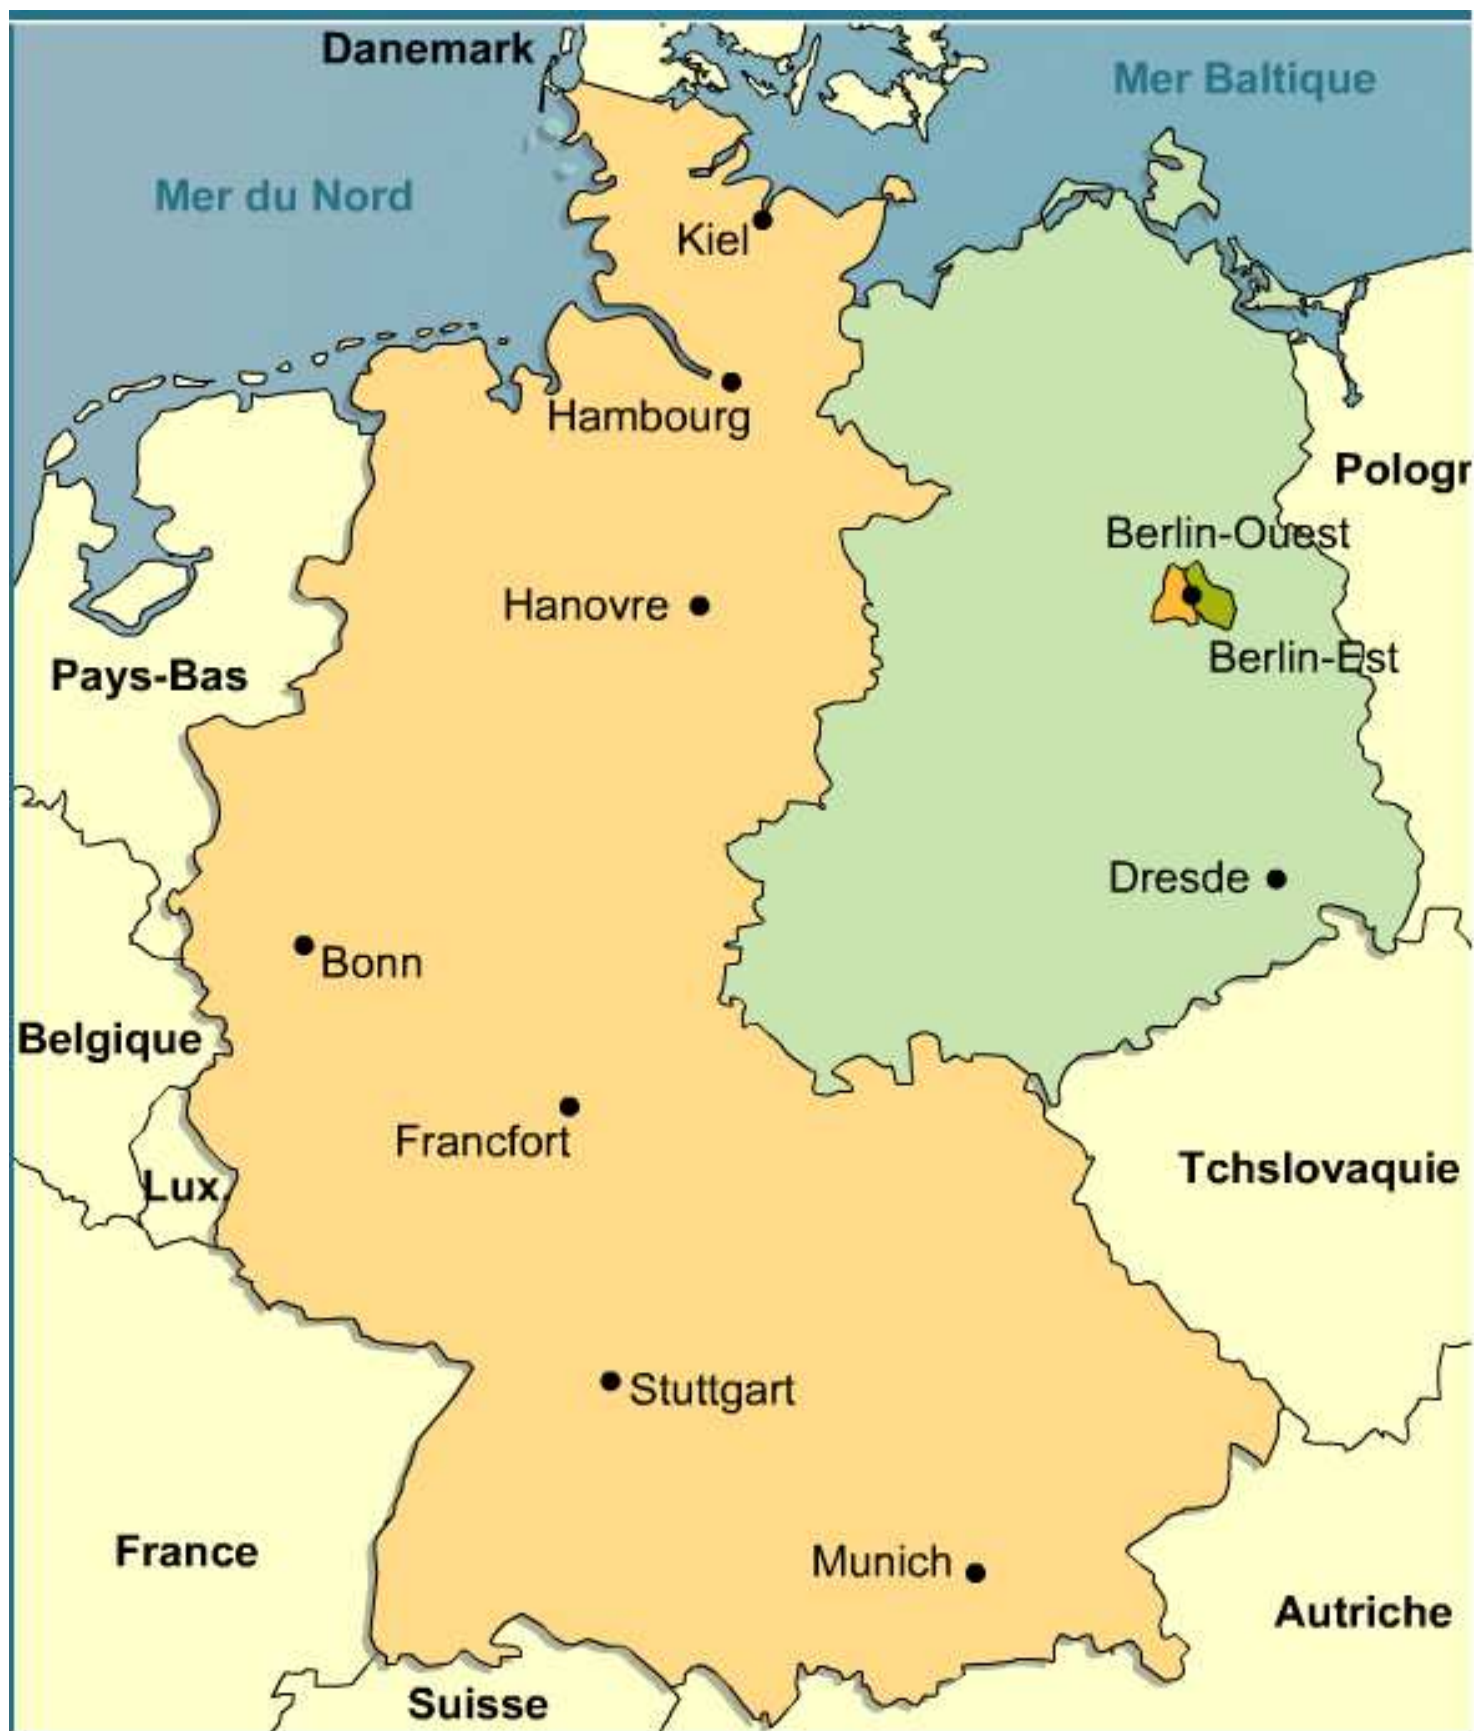 Danemark
Mer Baltique
Mer du Nord
Kiel
Hambourg
Pologr
Berlin-Ouest
Hanovre
Berlin-Est
Pays-Bas
Dresde
Bonn
Belgique
Francfort
Tchslovaquie
Lux.
Stuttgart
France
Munich
Autriche
Suisse